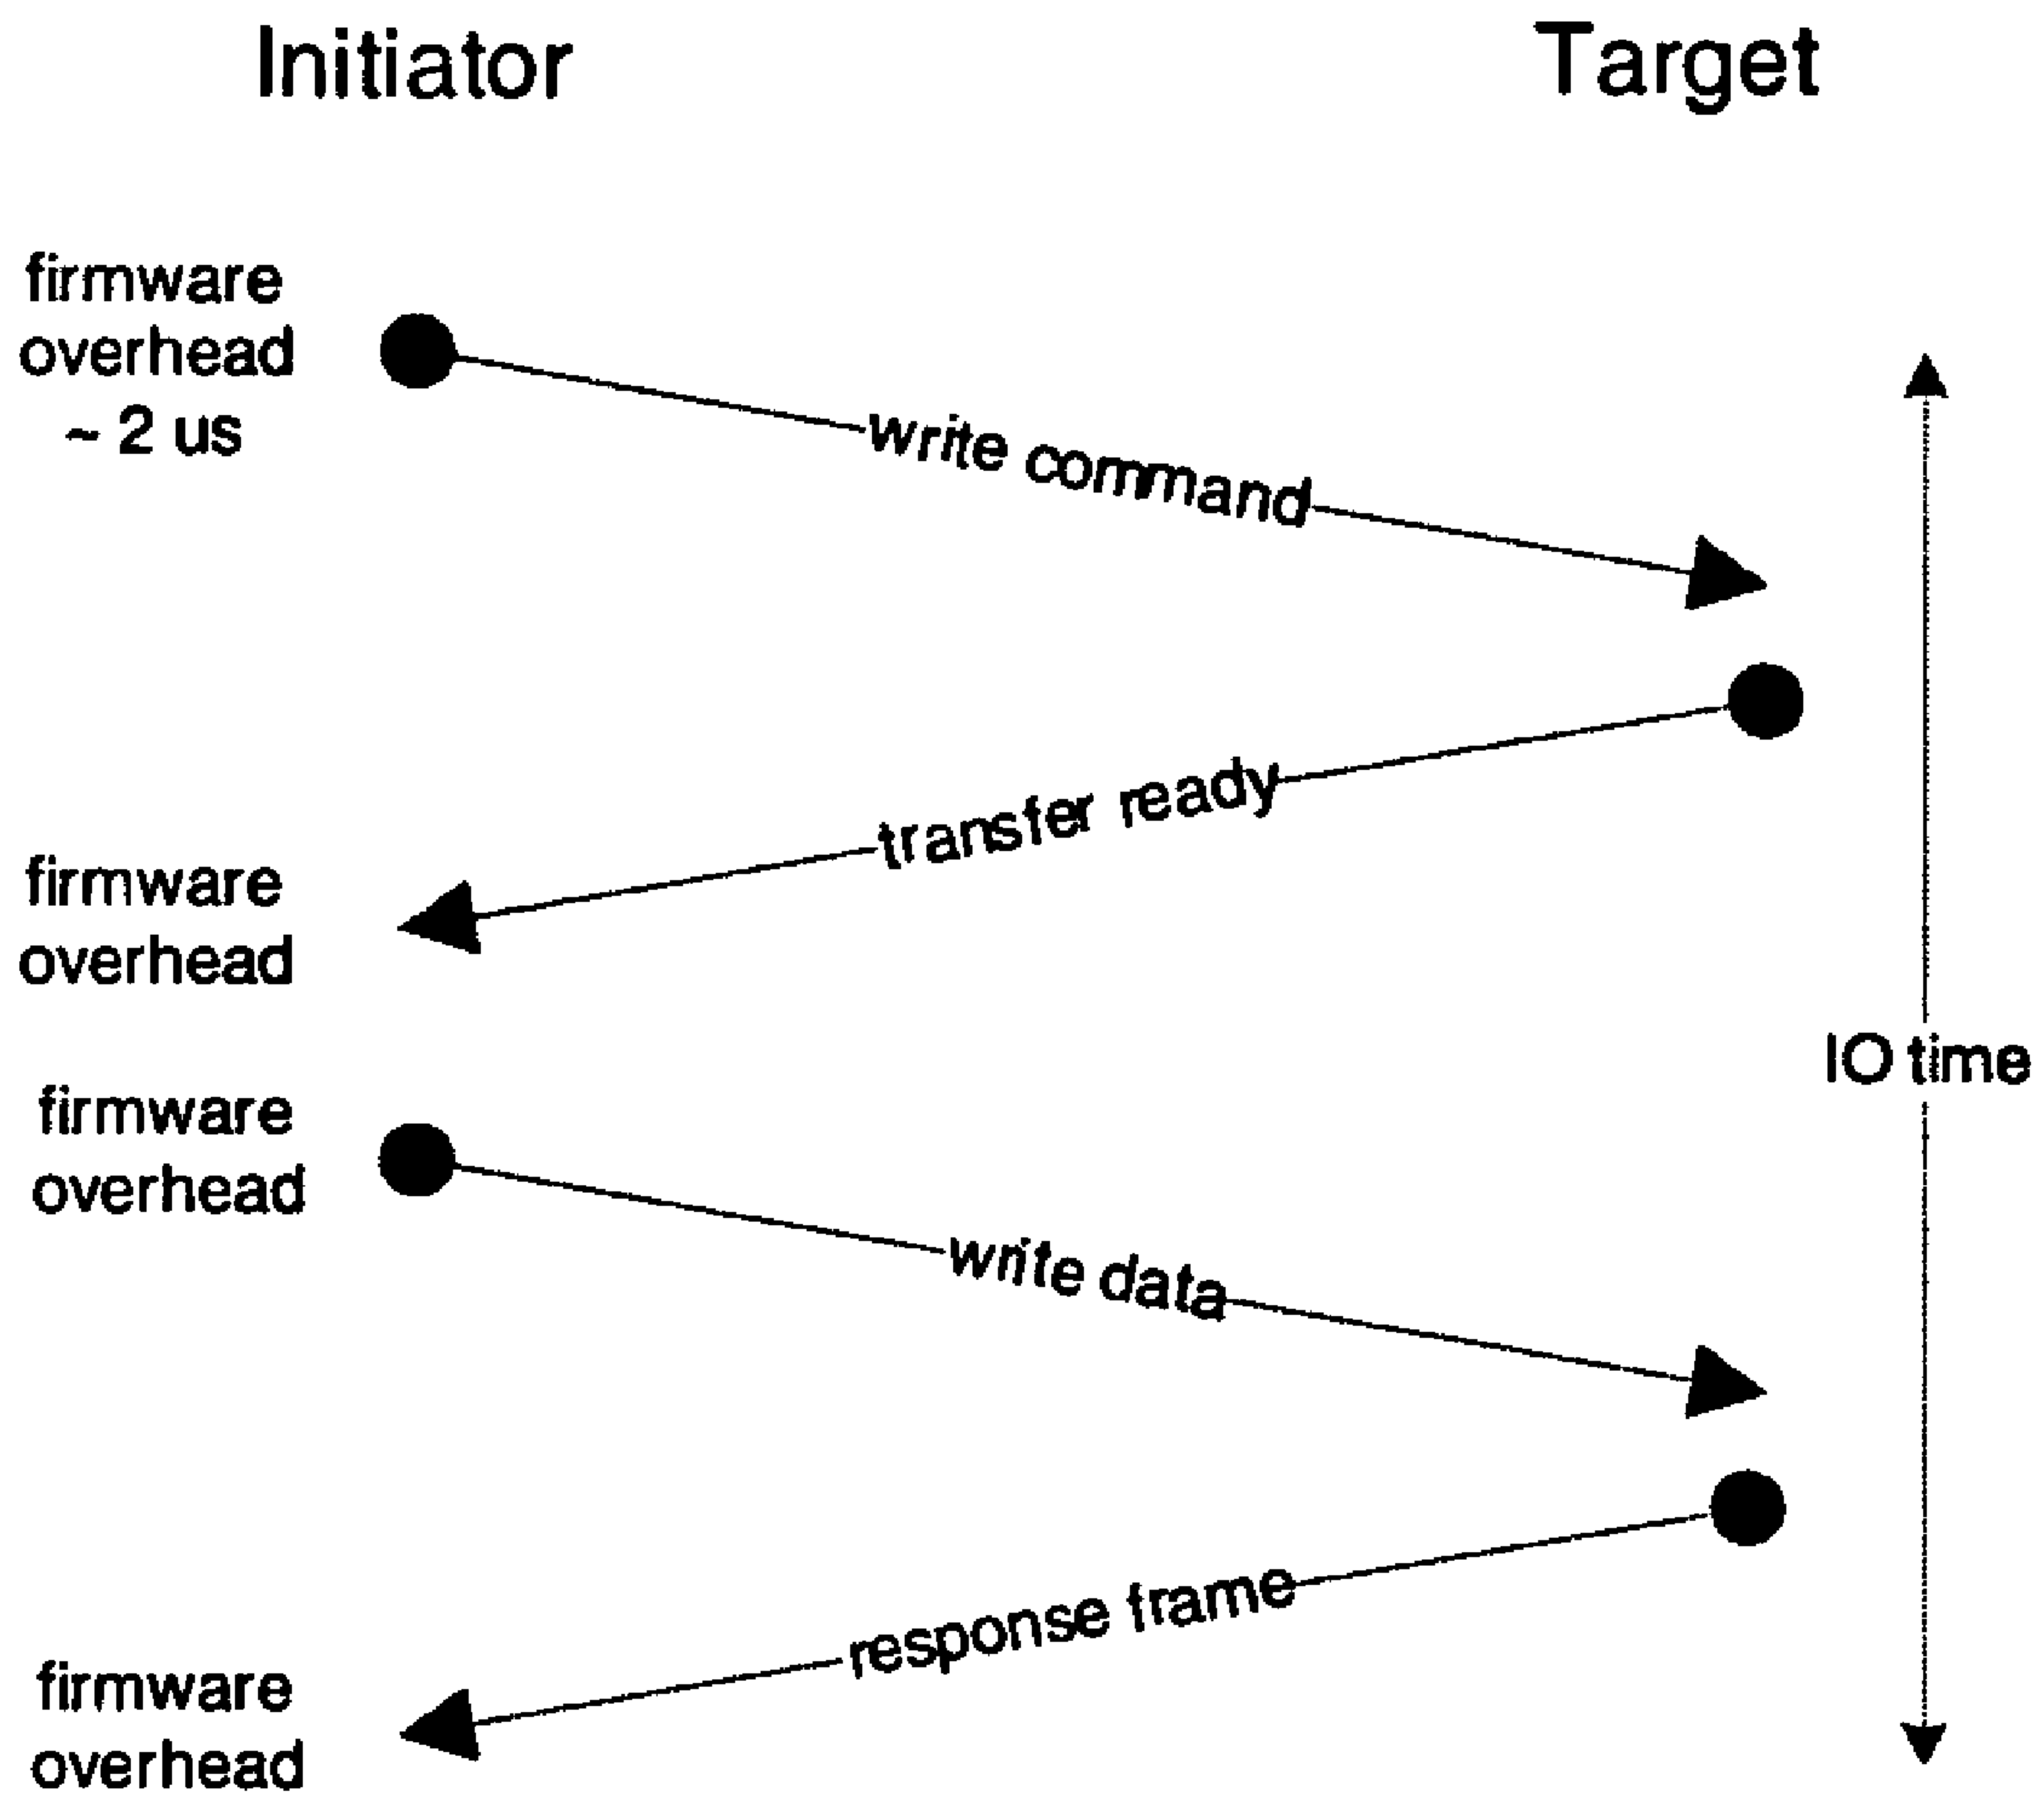 Initiator
Target
firmware
overhead
~ 2 us
write command
transfer ready
firmware
overhead
IO time
firmware
overhead
write data
response frame
firmware
overhead